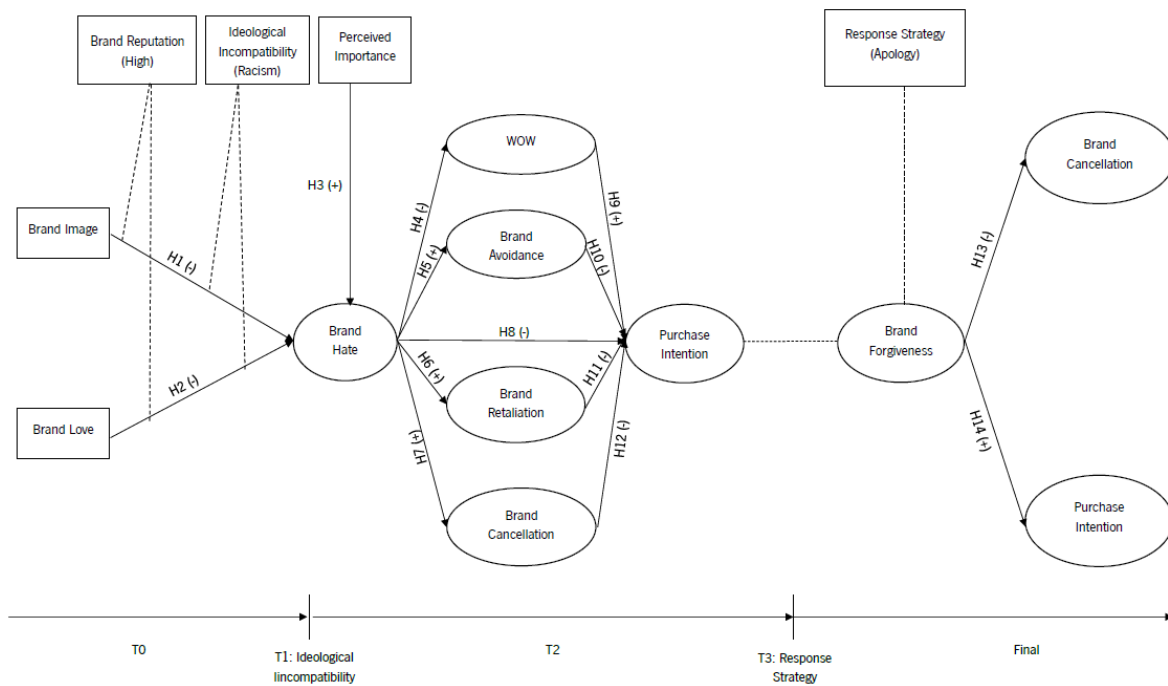 Brand Reputation
(High)
Ideological
Incompatibility
(Racism)
Perceived
Importance
Response Strategy
(Apology)
WOW
Brand
Cancellation
H3 (+)
H4 (-)
H9 (+)
Brand Image
H1 (-)
H5 (+)
Brand
Avoidance
H10 (-)
H13 (-)
Brand
Hate
H8 (-)
Purchase
Intention
Brand
Forgiveness
H2 (-)
H6 (+)
H11 (-)
Brand
Retaliation
Brand Love
H7 (+)
H12 (-)
H14 (+)
Brand
Cancellation
Purchase
Intention
T0
T1: Ideological
Iincompatibility
T2
T3: Response
Strategy
Final